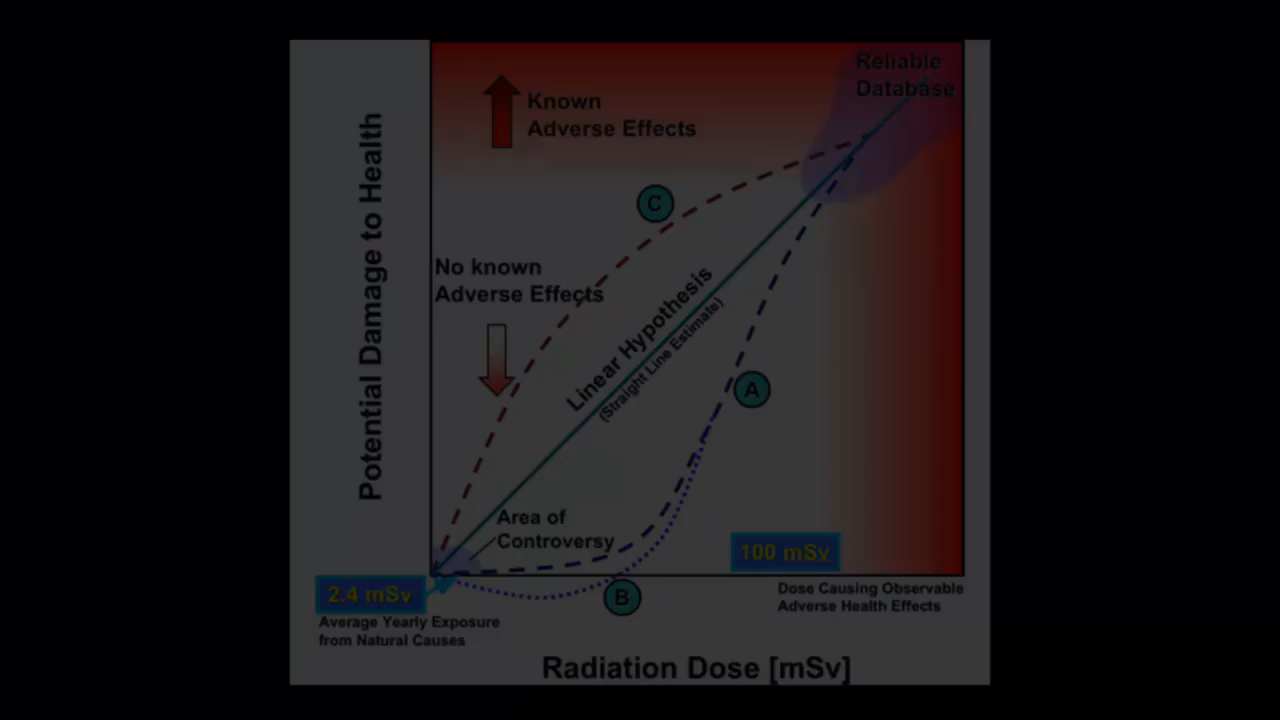 Reliable
Database
Known
Adverse Effects
C
No known
Adverse Effects
Potential Damage to Health
Linear Hypothesis
(Straight Line Estimate)
A
Area of
Controversy
100 mSv
2.4 mSv
B
Dose Causing Observable
Adverse Health Effects
Average Yearly Exposure
from Natural Causes
Radiation Dose [mSv]